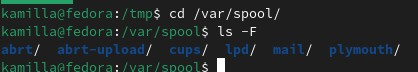 kamilla@fedora:/tmp$ cd /var/spool/
kamilla@fedora:/var/spool$ ls -F
abrt/  abrt-upload/  cups/  lpd/  mail/  plymouth/
kamilla@fedora:/var/spool$